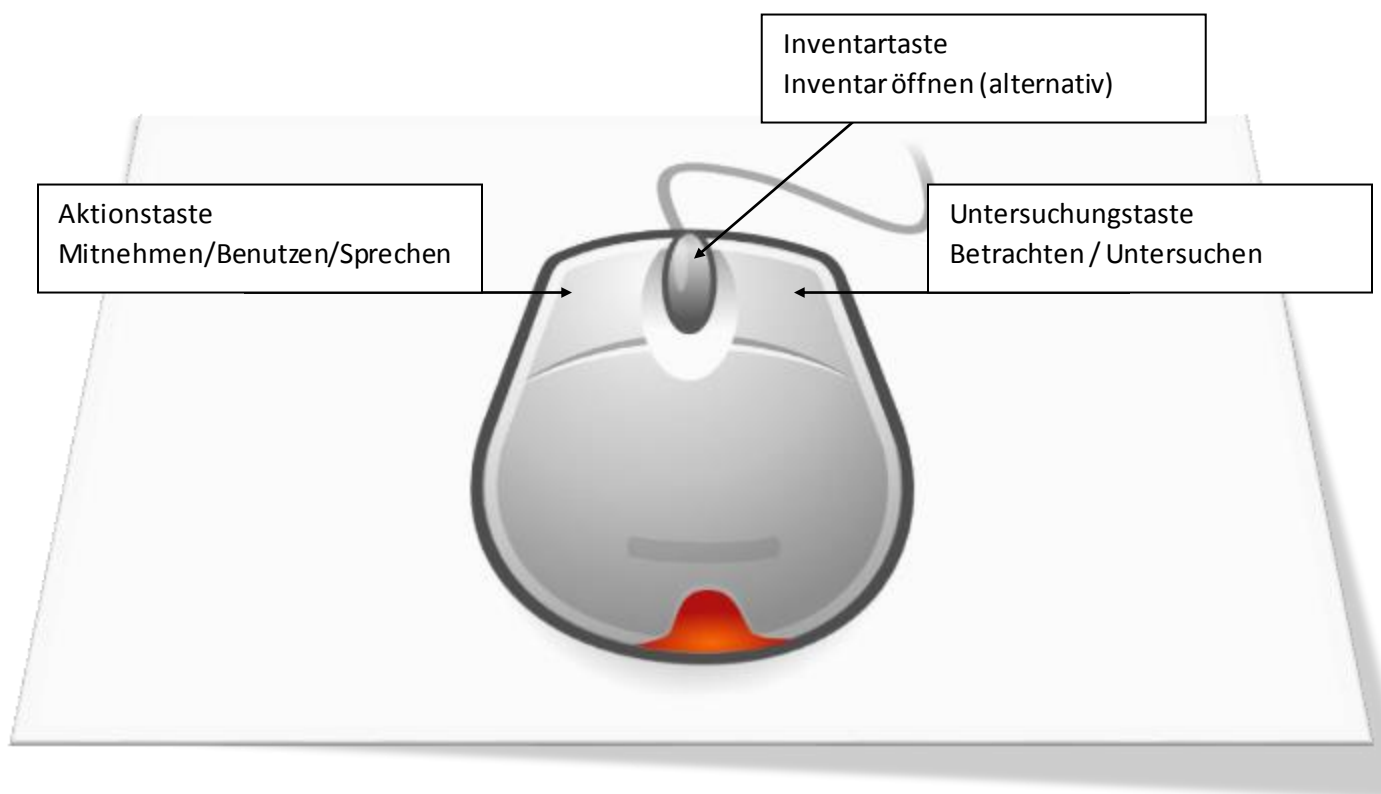 Inventartaste
Inventar öffnen (alternativ)
Aktionstaste
Mitnehmen/Benutzen/Sprechen
Untersuchungstaste
Betrachten / Untersuchen